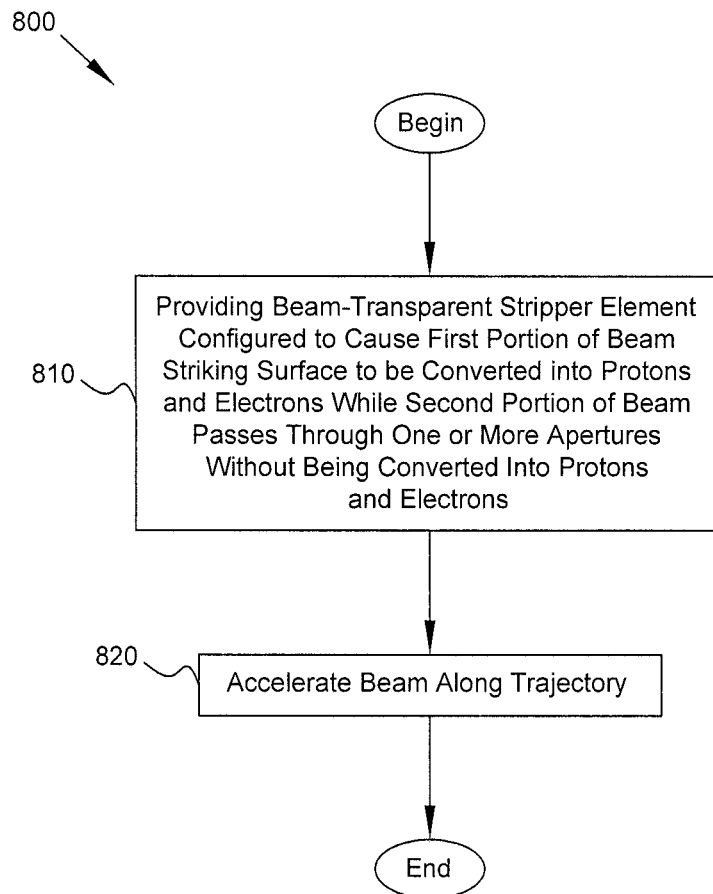 800
Begin
Providing Beam-Transparent Stripper Element
Configured to Cause First Portion of Beam
Striking Surface to be Converted into Protons
and Electrons While Second Portion of Beam
Passes Through One or More Apertures
Without Being Converted Into Protons
and Electrons
810
820
Accelerate Beam Along Trajectory
End